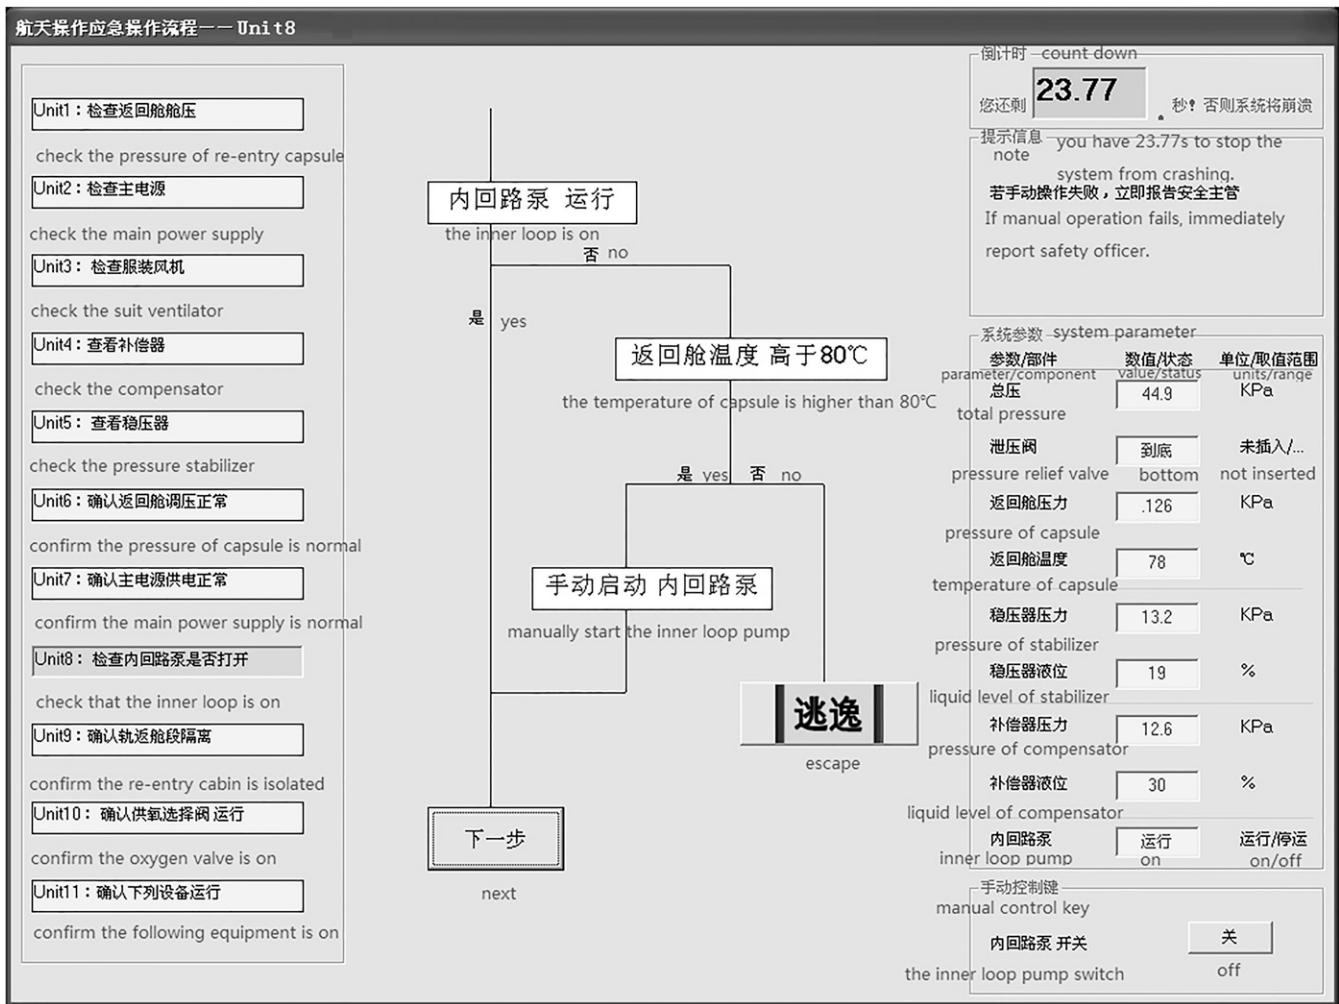 航天操作应急操作流程——Unit8
Unit1：检查返回舱舱压
check the pressure of re-entry capsule
Unit2：检查主电源
check the main power supply
Unit3：检查服装风机
check the suit ventilator
Unit4：查看补偿器
check the compensator
Unit5：查看稳压器
check the pressure stabilizer
Unit6：确认返回舱调压正常
confirm the pressure of capsule is normal
Unit7：确认主电源供电正常
confirm the main power supply is normal
Unit8：检查内回路泵是否打开
check that the inner loop is on
Unit9：确认轨返舱段隔离
confirm the re-entry cabin is isolated
Unit10：确认供氧选择阀 运行
confirm the oxygen valve is on
Unit11：确认下列设备运行
confirm the following equipment is on
内回路泵 运行
the inner loop is on
否 no
是 yes
返回舱温度 高于80℃
the temperature of capsule is higher than 80℃
是 yes 否 no
手动启动 内回路泵
manually start the inner loop pump
逃逸
escape
下一步
next
倒计时 count down
您还剩 23.77 。秒！否则系统将崩溃
提示信息 you have 23.77s to stop the
note
system from crashing.
若手动操作失败，立即报告安全主管
If manual operation fails, immediately
report safety officer.
系统参数 system parameter
参数/部件 数值/状态 单位/取值范围
parameter/component value/status units/range
总压 44.9 KPa
total pressure
泄压阀 到底 未插入/...
pressure relief valve bottom not inserted
返回舱压力 .126 KPa
pressure of capsule
返回舱温度 78 ℃
temperature of capsule
稳压器压力 13.2 KPa
pressure of stabilizer
稳压器液位 19 %
liquid level of stabilizer
补偿器压力 12.6 KPa
pressure of compensator
补偿器液位 30 %
liquid level of compensator
内回路泵 运行 运行/停运
inner loop pump on on/off
手动控制键
manual control key
内回路泵 开关 关
the inner loop pump switch off